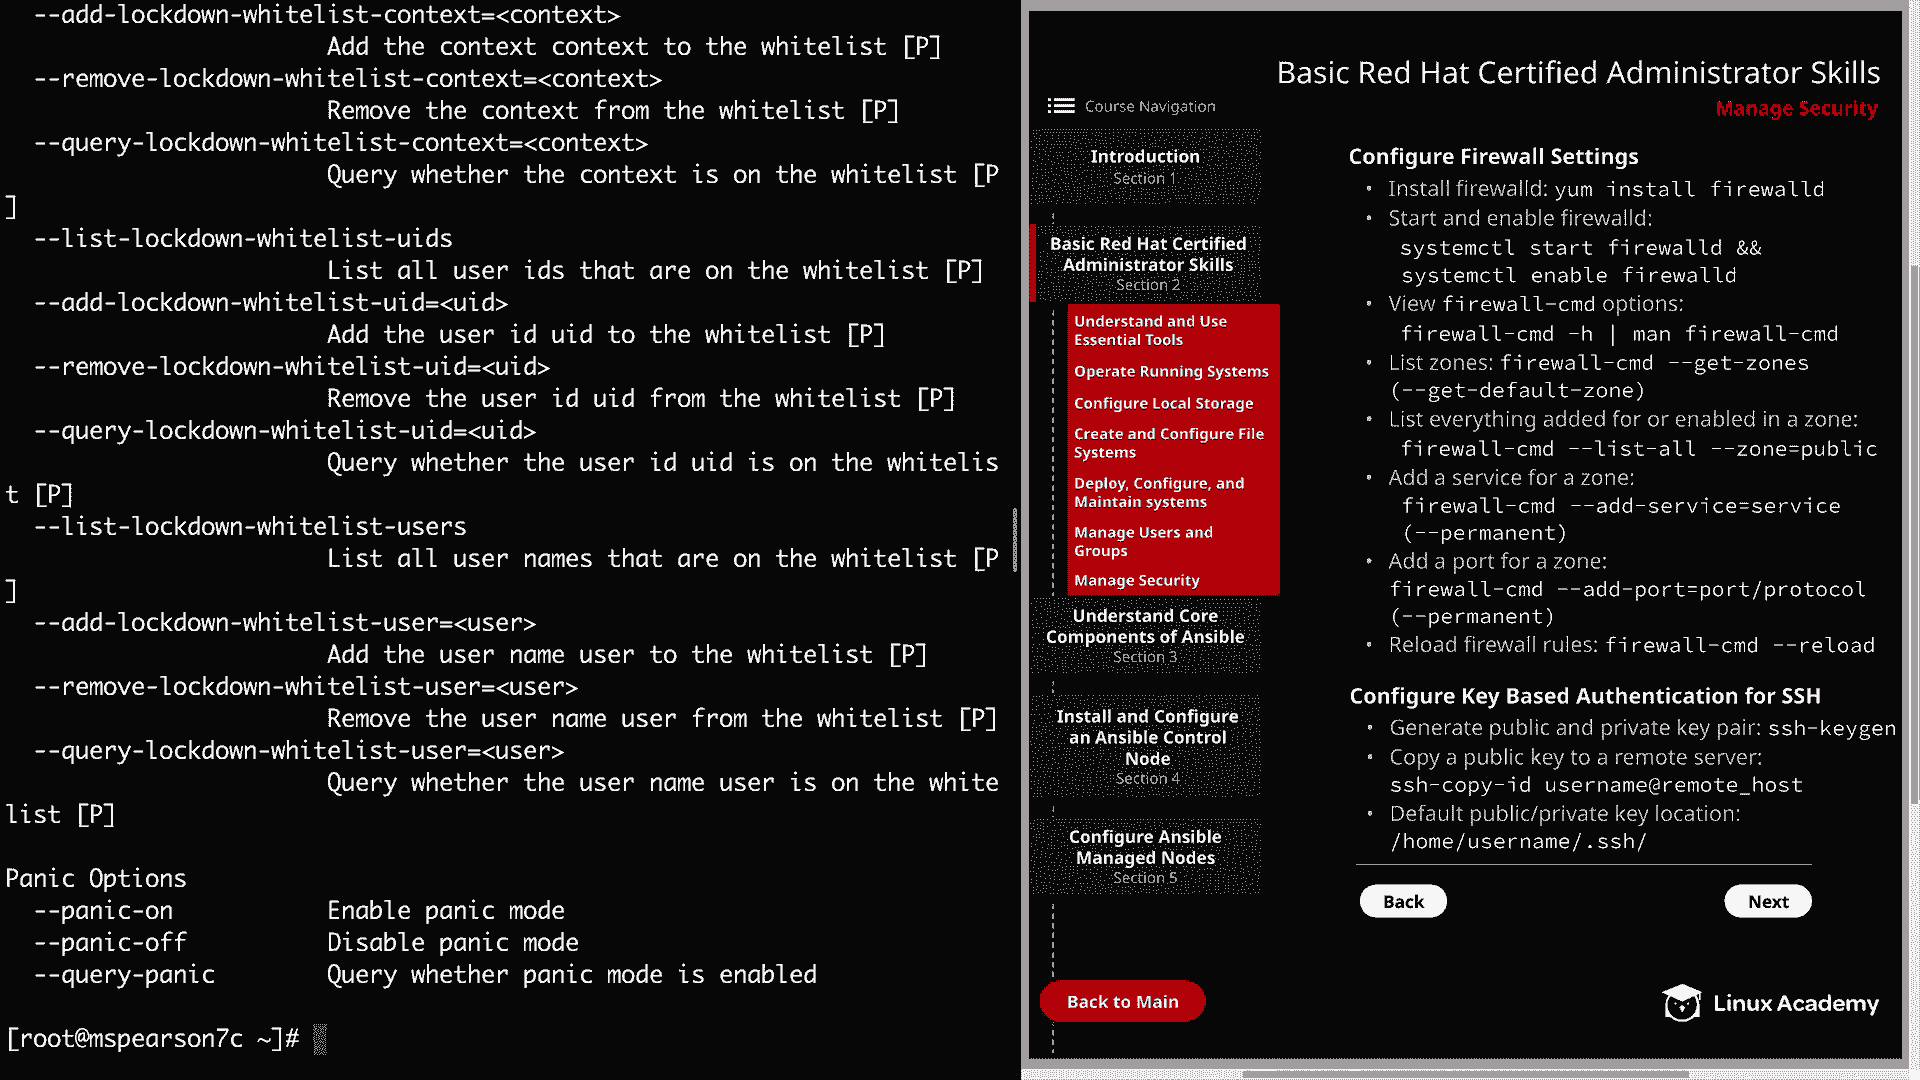 --add-lockdown-whitelist-context=<context>
Add the context context to the whitelist [P]
--remove-lockdown-whitelist-context=<context>
Remove the context from the whitelist [P]
--query-lockdown-whitelist-context=<context>
Query whether the context is on the whitelist [P
]
--list-lockdown-whitelist-uids
List all user ids that are on the whitelist [P]
--add-lockdown-whitelist-uid=<uid>
Add the user id uid to the whitelist [P]
--remove-lockdown-whitelist-uid=<uid>
Remove the user id uid from the whitelist [P]
--query-lockdown-whitelist-uid=<uid>
Query whether the user id uid is on the whitelis
t [P]
--list-lockdown-whitelist-users
List all user names that are on the whitelist [P
]
--add-lockdown-whitelist-user=<user>
Add the user name user to the whitelist [P]
--remove-lockdown-whitelist-user=<user>
Remove the user name user from the whitelist [P]
--query-lockdown-whitelist-user=<user>
Query whether the user name user is on the white
list [P]
Panic Options
--panic-on Enable panic mode
--panic-off Disable panic mode
--query-panic Query whether panic mode is enabled
[root@mspearson7c ~]#
Basic Red Hat Certified Administrator Skills
Manage Security
Course Navigation
Introduction
Section 1
Basic Red Hat Certified
Administrator Skills
Section 2
Understand and Use
Essential Tools
Operate Running Systems
Configure Local Storage
Create and Configure File
Systems
Deploy, Configure, and
Maintain systems
Manage Users and
Groups
Manage Security
Understand Core
Components of Ansible
Section 3
Install and Configure
an Ansible Control
Node
Section 4
Configure Ansible
Managed Nodes
Section 5
Back to Main
Configure Firewall Settings
• Install firewalld: yum install firewalld
• Start and enable firewalld:
systemctl start firewalld &&
systemctl enable firewalld
• View firewall-cmd options:
firewall-cmd -h | man firewall-cmd
• List zones: firewall-cmd --get-zones
(--get-default-zone)
• List everything added for or enabled in a zone:
firewall-cmd --list-all --zone=public
• Add a service for a zone:
firewall-cmd --add-service=service
(--permanent)
• Add a port for a zone:
firewall-cmd --add-port=port/protocol
(--permanent)
• Reload firewall rules: firewall-cmd --reload
Configure Key Based Authentication for SSH
• Generate public and private key pair: ssh-keygen
• Copy a public key to a remote server:
ssh-copy-id username@remote_host
• Default public/private key location:
/home/username/.ssh/
Back
Next
Linux Academy